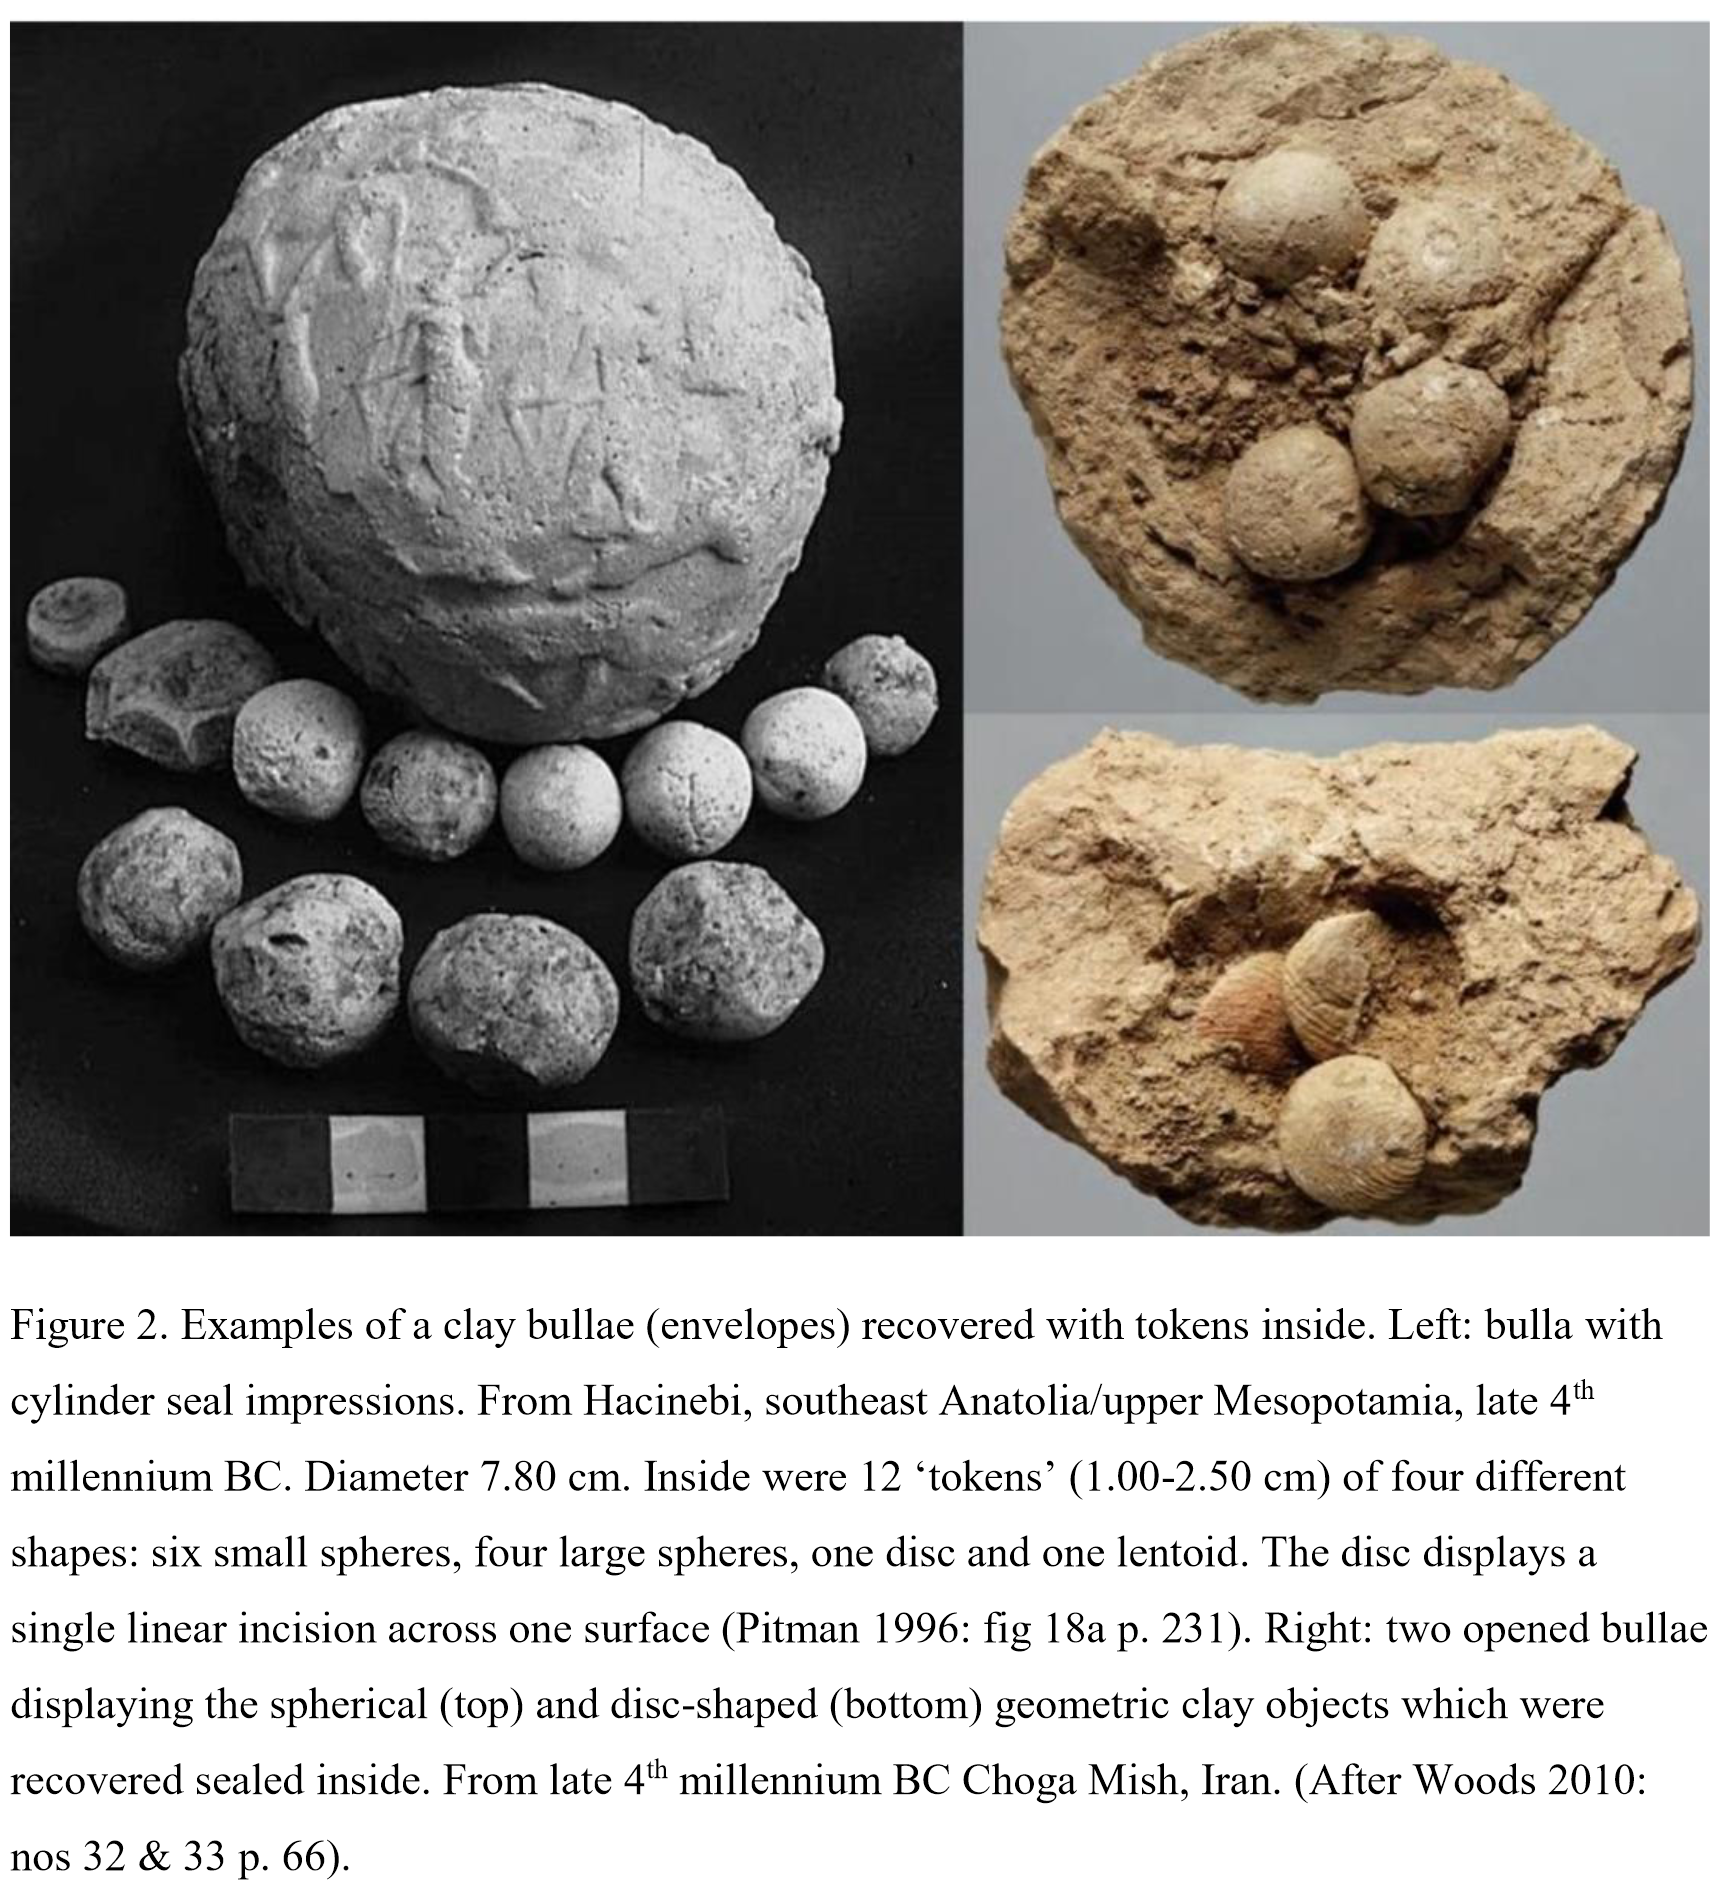 Figure 2. Examples of a clay bullae (envelopes) recovered with tokens inside. Left: bulla with
cylinder seal impressions. From Hacinebi, southeast Anatolia/upper Mesopotamia, late 4th
millennium BC. Diameter 7.80 cm. Inside were 12 ‘tokens’ (1.00-2.50 cm) of four different
shapes: six small spheres, four large spheres, one disc and one lentoid. The disc displays a
single linear incision across one surface (Pitman 1996: fig 18a p. 231). Right: two opened bullae
displaying the spherical (top) and disc-shaped (bottom) geometric clay objects which were
recovered sealed inside. From late 4th millennium BC Choga Mish, Iran. (After Woods 2010:
nos 32 & 33 p. 66).